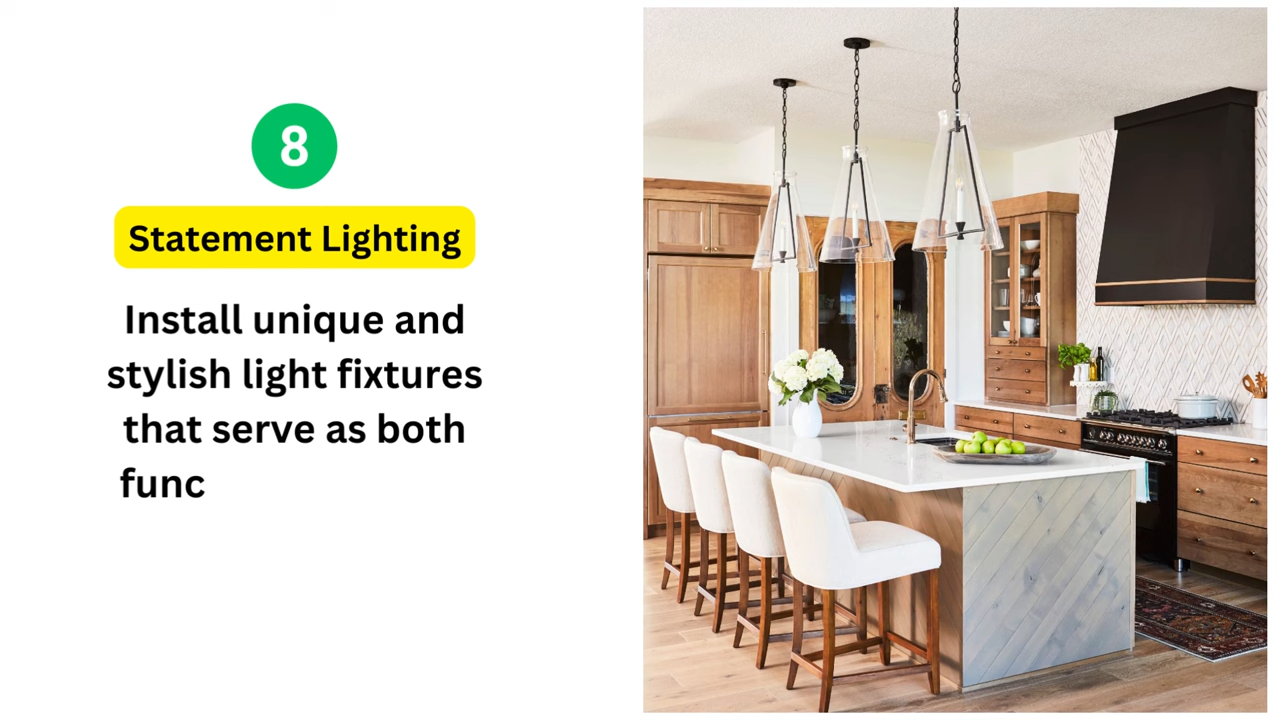 8
Statement Lighting
Install unique and
stylish light fixtures
that serve as both
func